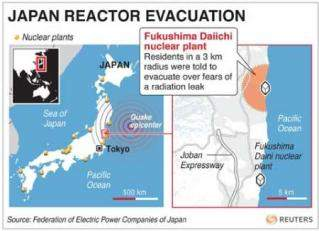 JAPAN REACTOR EVACUATION
Nuclear plants
JAPAN
Sea of
Japan
Quake
epicenter
Tokyo
Pacific
Ocean
300 km
Fukushima Daiichi
nuclear plant
Residents in a 3 km
radius were told to
evacuate over fears of
a radiation leak
Pacific
Ocean
Fukushima
Daini nuclear
plant
Joban
Expressway
5 km
Source: Federation of Electric Power Companies of Japan
REUTERS